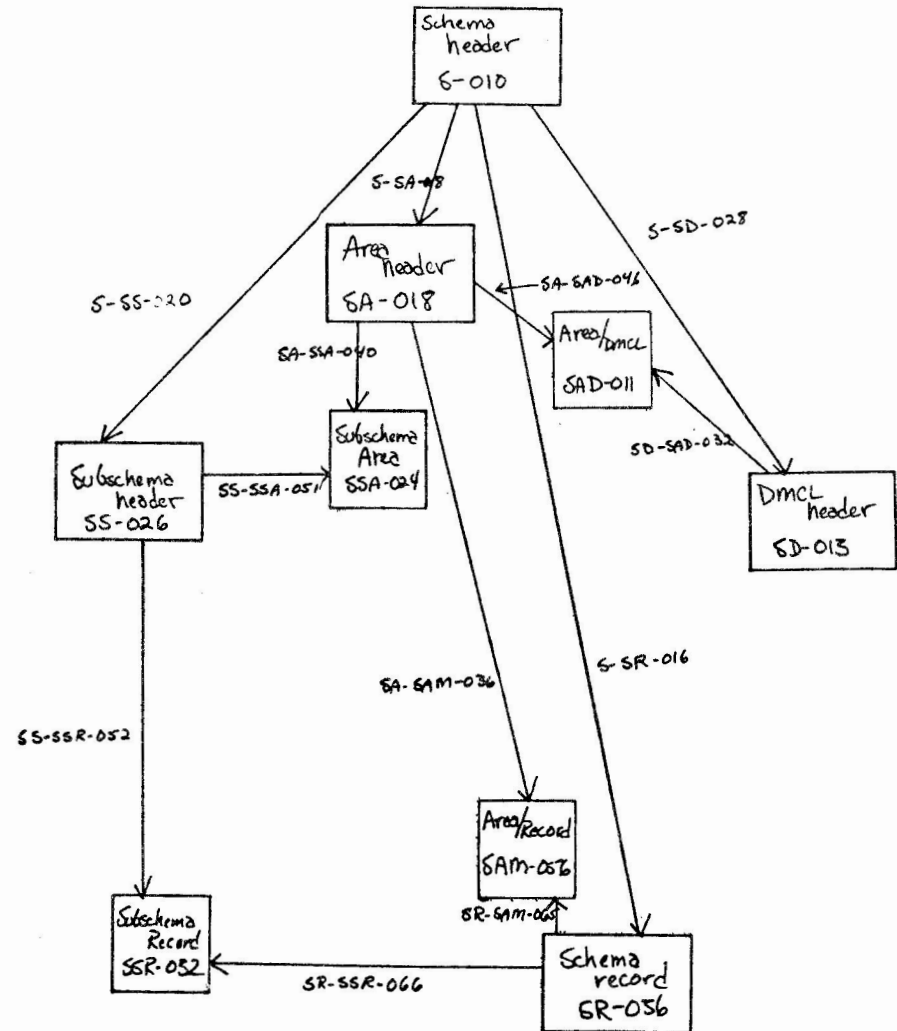 Schema
header
S-010
S-SA-018
S-SD-028
Area
header
SA-018
SA-SAD-046
S-SS-020
Area/DMCL
SAD-011
SA-SSA-040
Subschema
Area
SSA-024
SD-SAD-032
Subschema
header
SS-026
SS-SSA-051
DMCL
header
SD-013
S-SR-016
SA-SAM-036
SS-SSR-052
Area/Record
SAM-056
SR-SAM-065
Subschema
Record
SSR-032
SR-SSR-066
Schema
record
SR-036